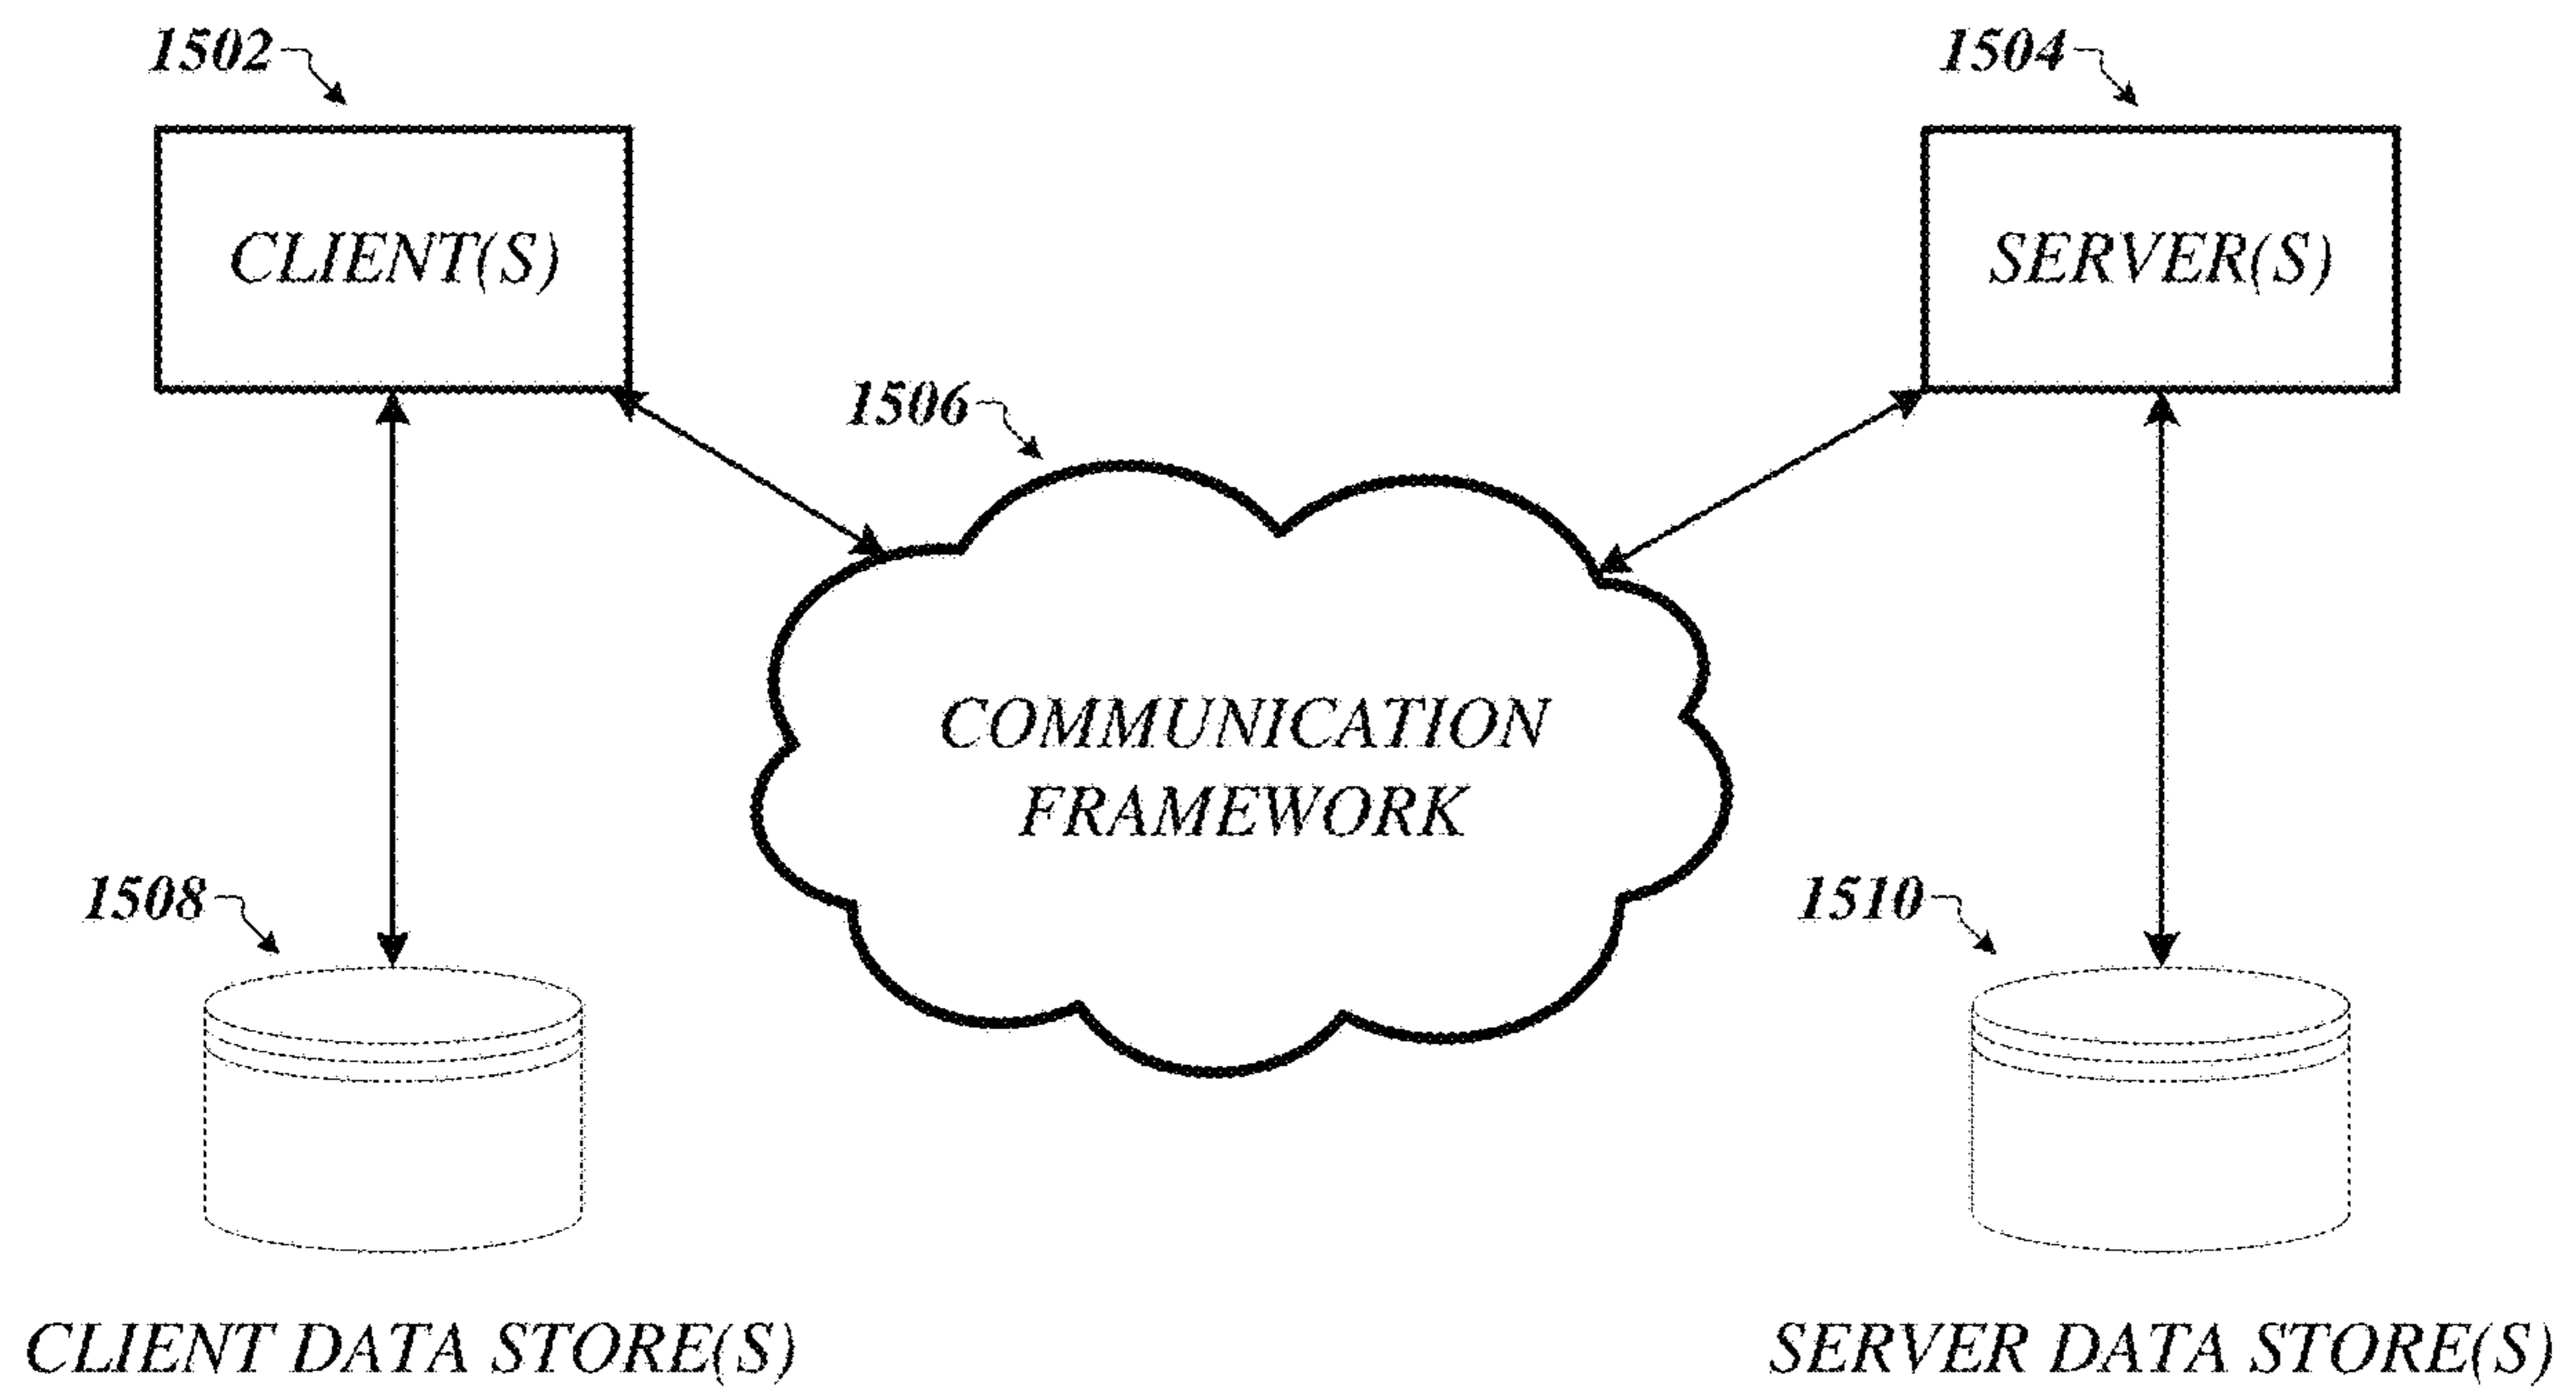 1502
1504
CLIENT(S)
SERVER(S)
1506
COMMUNICATION
FRAMEWORK
1508
1510
CLIENT DATA STORE(S)
SERVER DATA STORE(S)